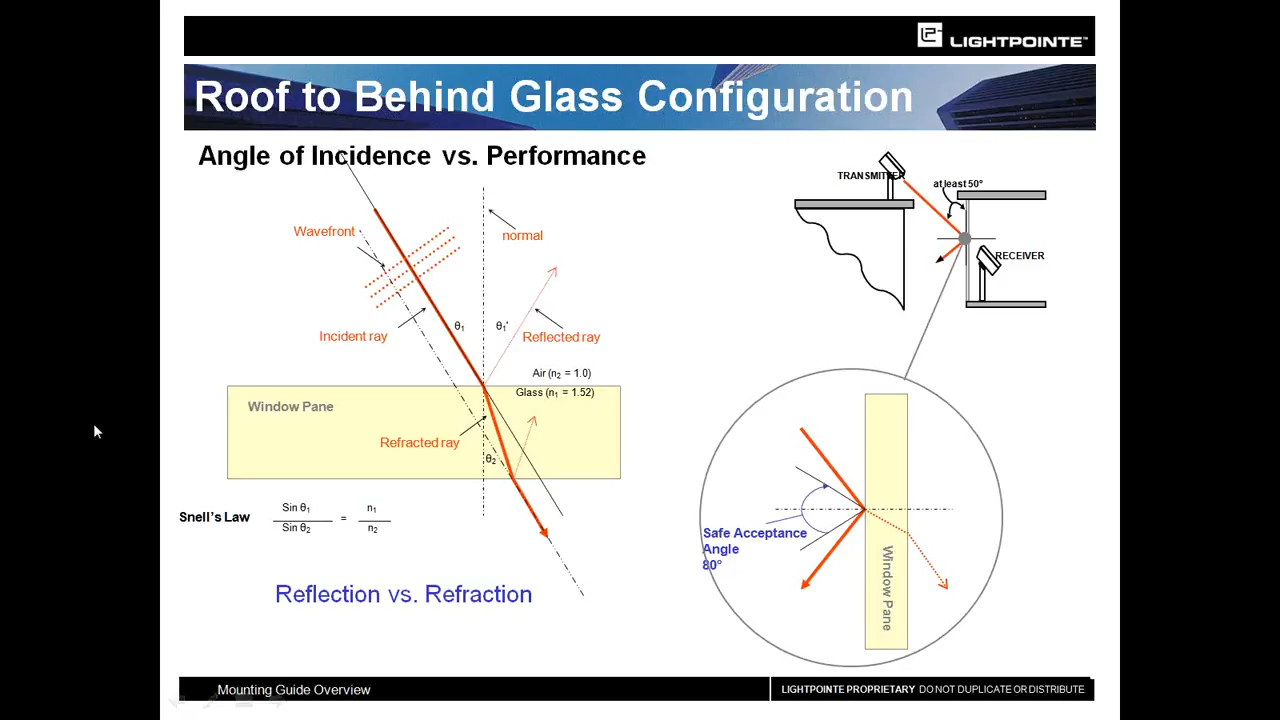 LIGHTPOINTE™
Roof to Behind Glass Configuration
Angle of Incidence vs. Performance
TRANSMITTER
at least 50°
RECEIVER
Wavefront
normal
Incident ray
θ1
θ1'
Reflected ray
Air (n2 = 1.0)
Glass (n1 = 1.52)
Window Pane
Refracted ray
θ2
Snell's Law
Sin θ1
Sin θ2
=
n1
n2
Reflection vs. Refraction
Safe Acceptance
Angle
80°
Window Pane
Mounting Guide Overview
LIGHTPOINTE PROPRIETARY DO NOT DUPLICATE OR DISTRIBUTE